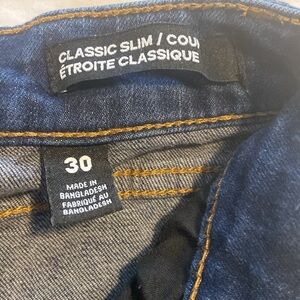 CLASSIC SLIM / COU
ÉTROITE CLASSIQUE
30
MADE IN
BANGLADESH
FABRIQUÉ AU
BANGLADESH